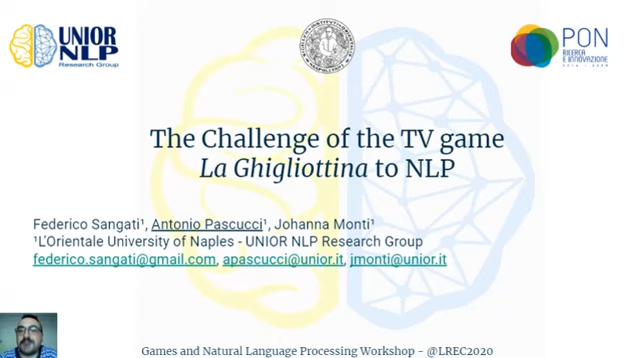 UNIOR
NLP
Research Group
PON
RICERCA
E INNOVAZIONE
The Challenge of the TV game
La Ghigliottina to NLP
Federico Sangati¹, Antonio Pascucci¹, Johanna Monti¹
¹L'Orientale University of Naples - UNIOR NLP Research Group
federico.sangati@gmail.com, apascucci@unior.it, jmonti@unior.it
Games and Natural Language Processing Workshop - @LREC2020